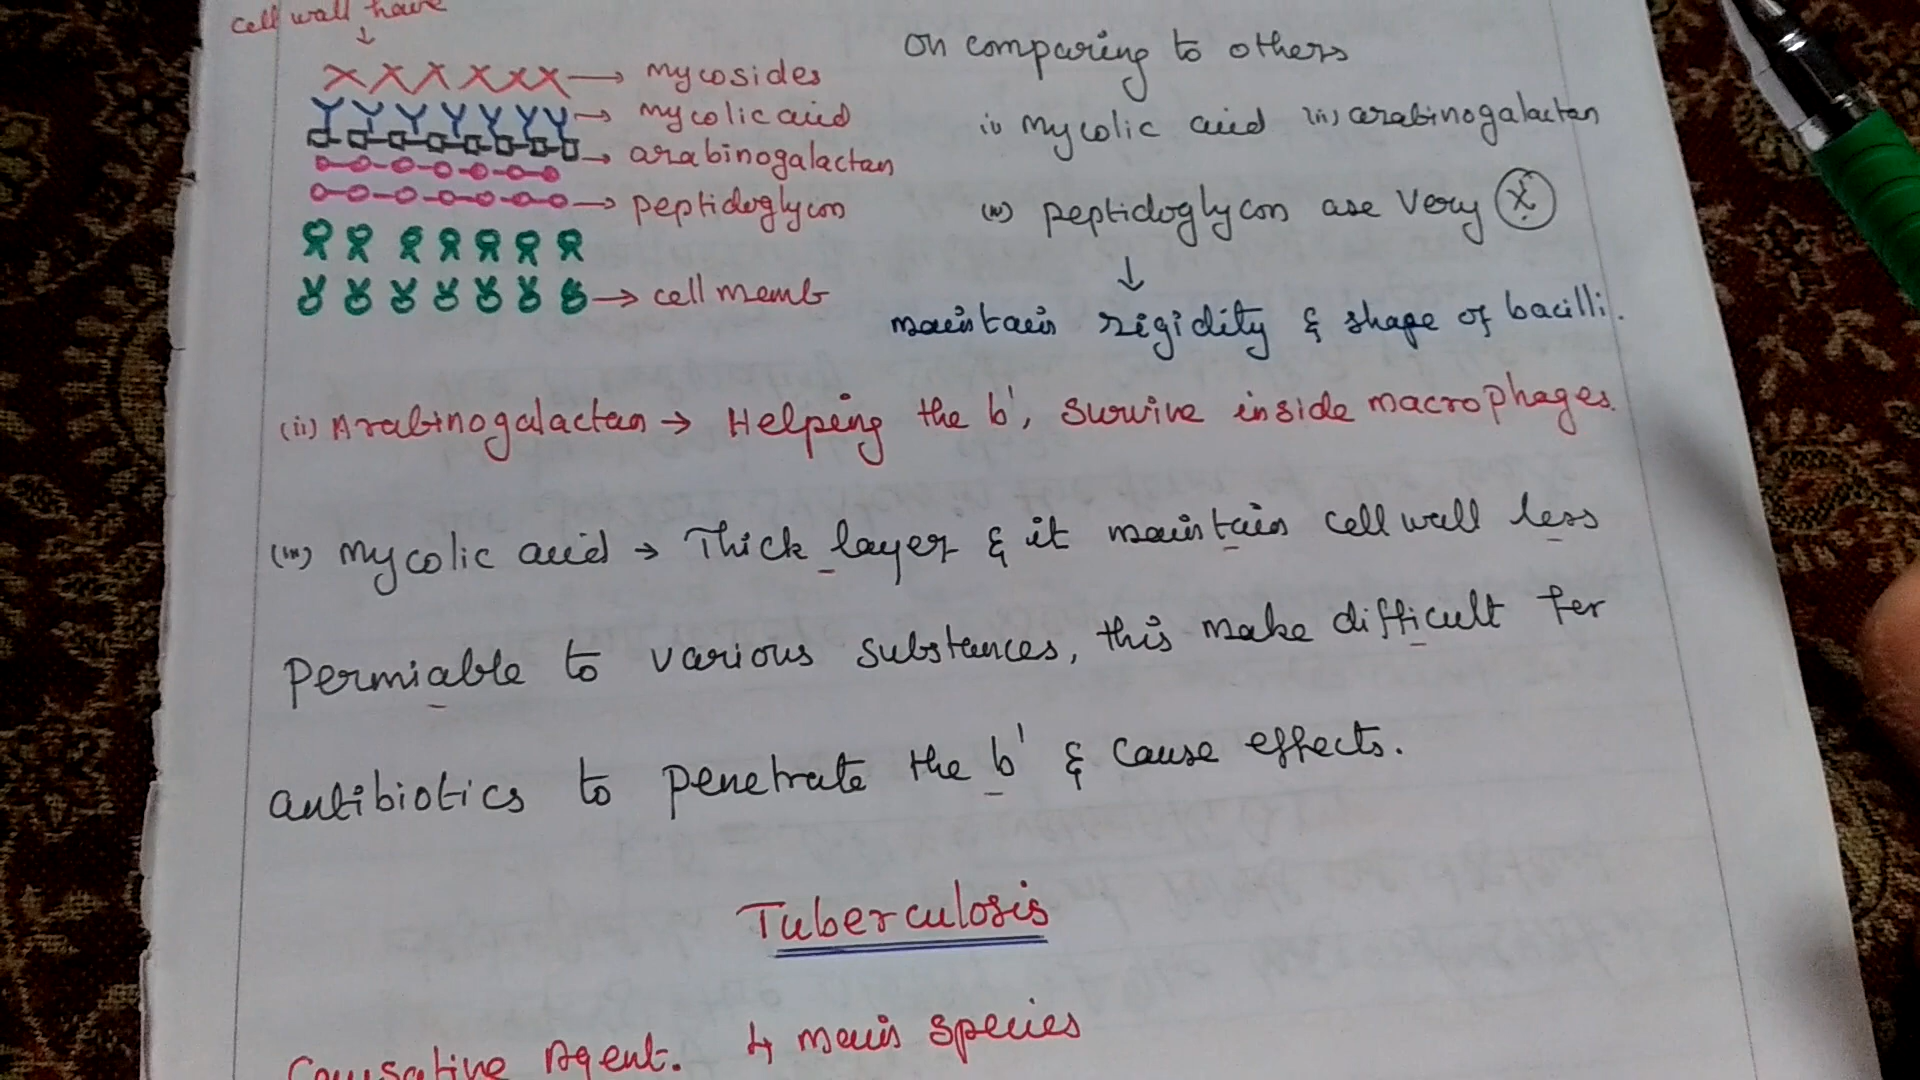 cell wall have
↓
→ mycosides
→ mycolic acid
→ arabinogalactan
→ peptidoglycon
→ cell memb
on comparing to others
(i) Mycolic acid (ii) arabinogalactan
(iii) peptidoglycon are very
↓
maintain rigidity & shape of bacilli.
(ii) Arabinogalactan → Helping the b', survive inside macrophages.
(iii) mycolic acid → Thick layer & it maintain cell wall less
permiable to various substances, this make difficult for
antibiotics to penetrate the b' & cause effects.
Tuberculosis
Causative Agent. 4 main species